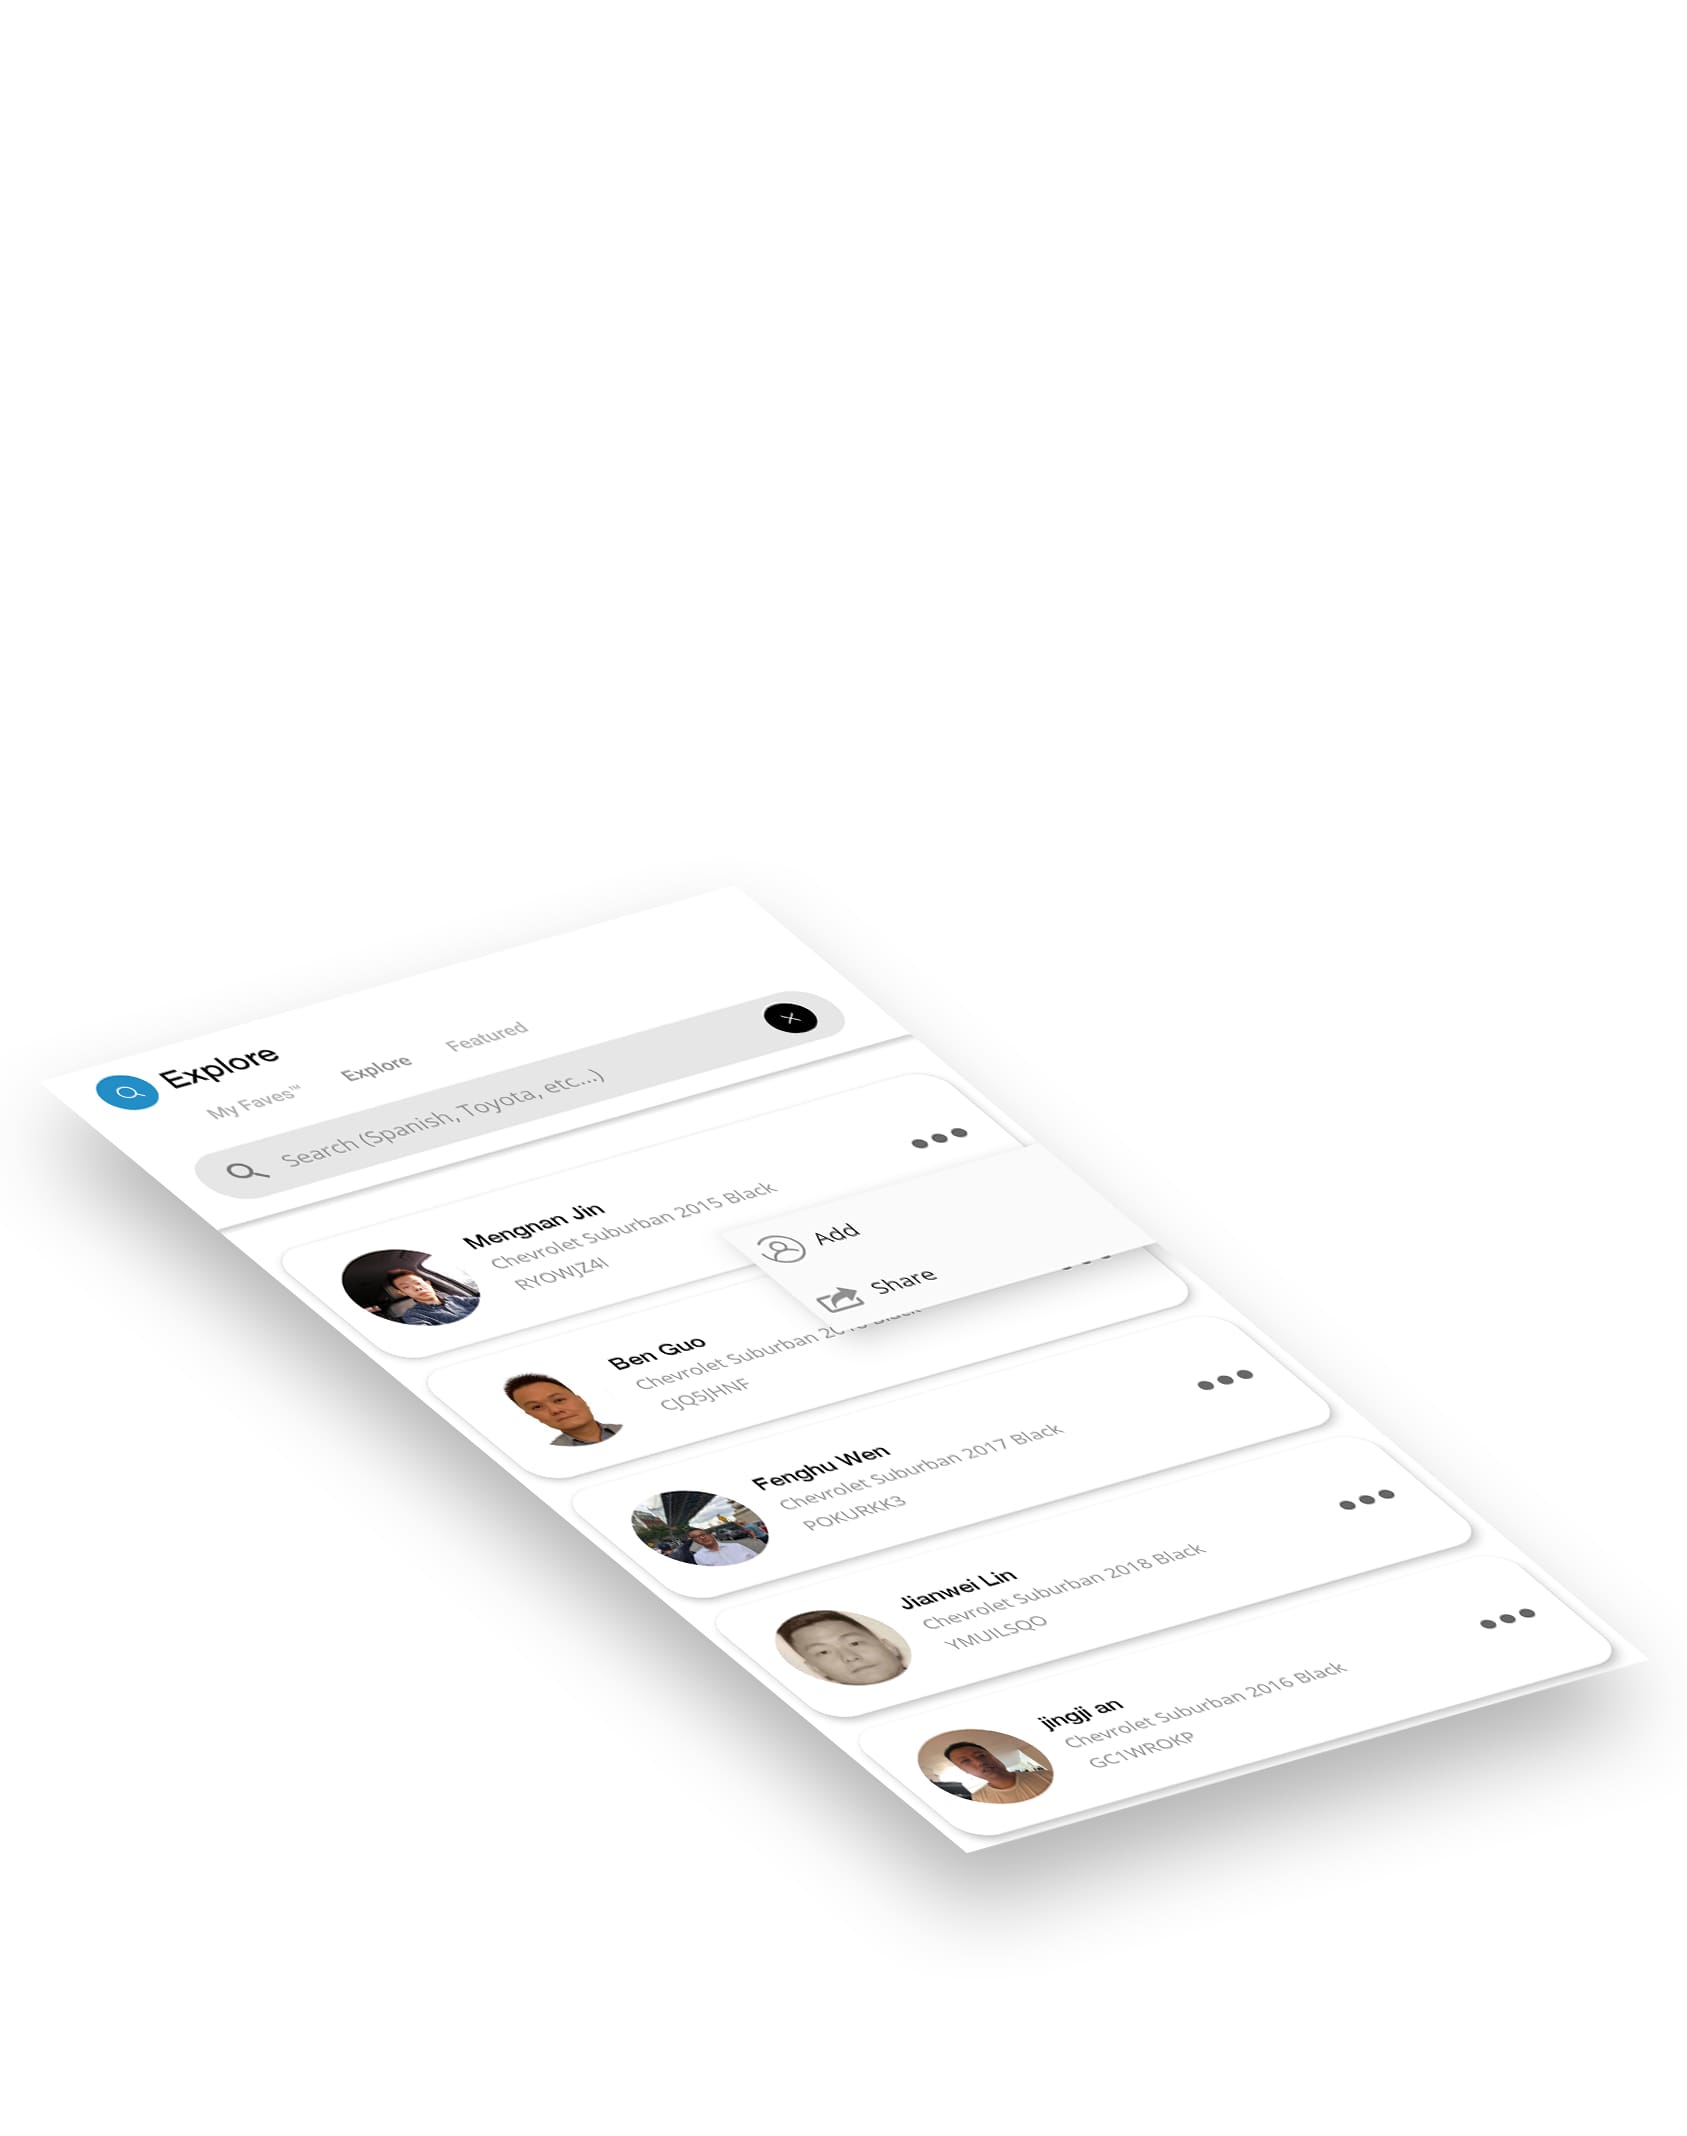 Explore
My Faves™ Explore Featured
Search (Spanish, Toyota, etc...)
Mengnan Jin
Chevrolet Suburban 2015 Black
RYOWJZ4I
Add
Share
Ben Guo
Chevrolet Suburban
CJQ5JHNF
Fenghu Wen
Chevrolet Suburban 2017 Black
POKURKK3
Jianwei Lin
Chevrolet Suburban 2018 Black
YMUILSQO
jingji an
Chevrolet Suburban 2016 Black
GC1WROKP